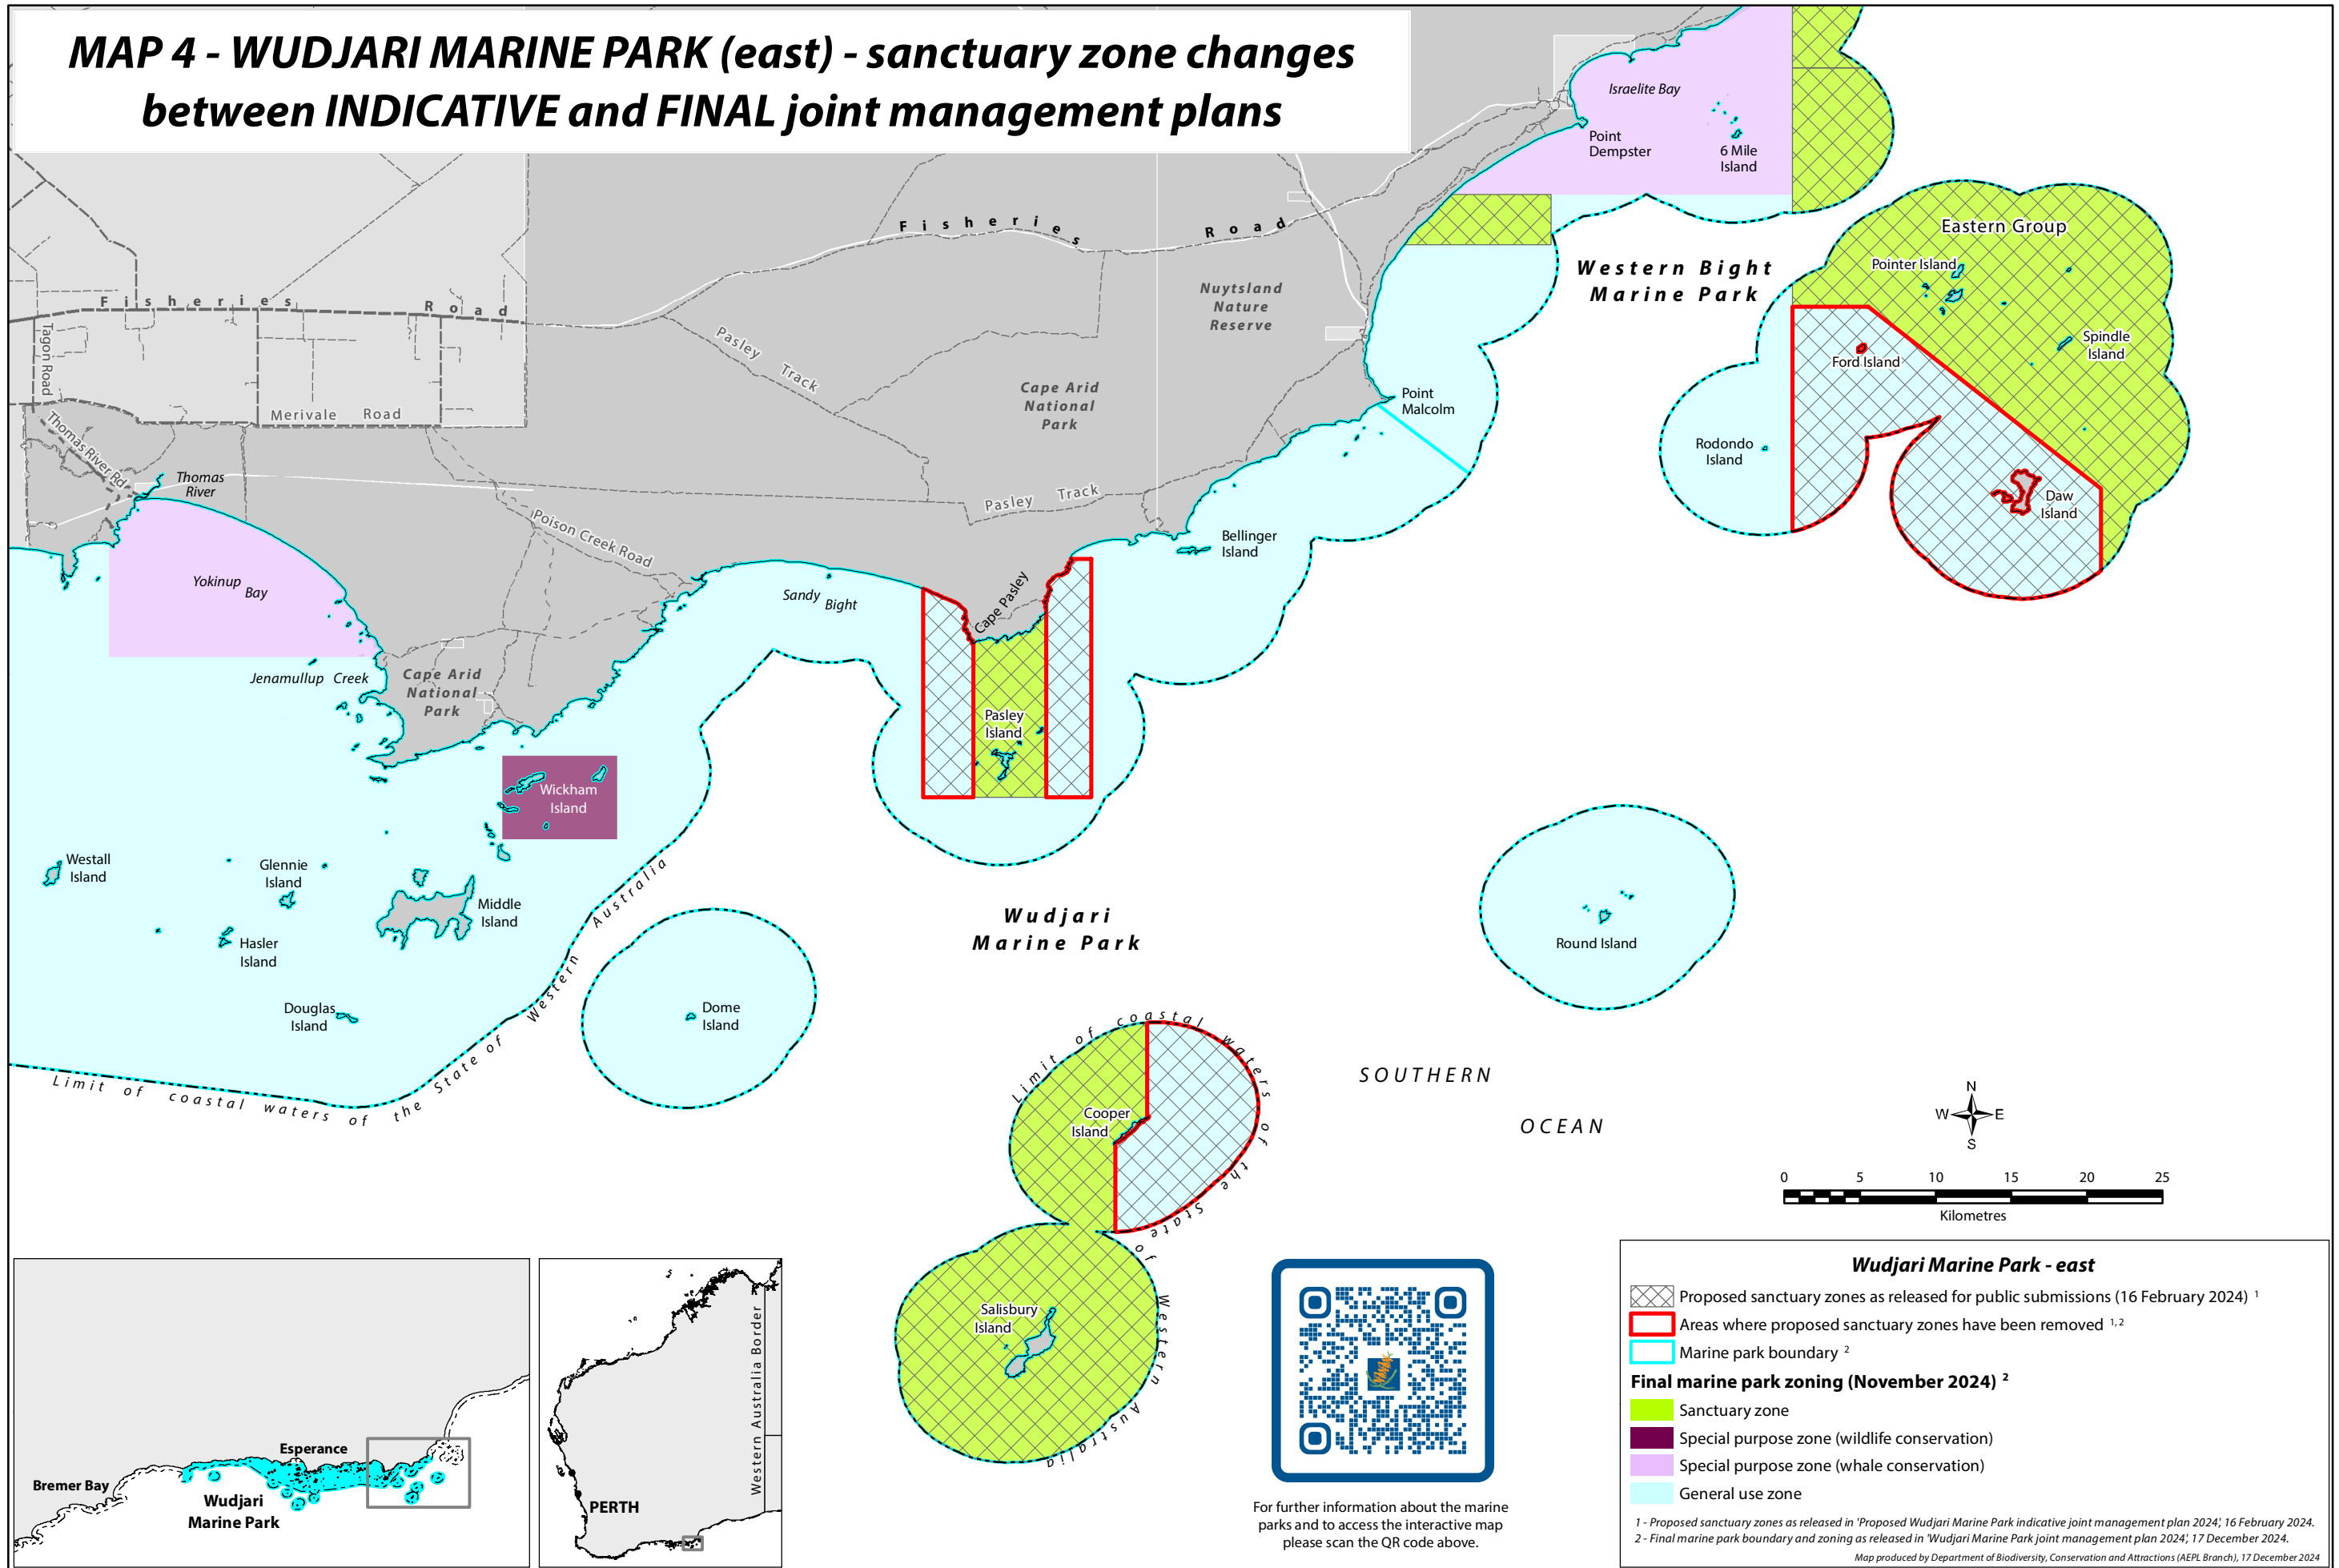 MAP 4 - WUDJARI MARINE PARK (east) - sanctuary zone changes
between INDICATIVE and FINAL joint management plans
Israelite Bay
Point
Dempster
6 Mile
Island
Fisheries Road
Western Bight
Marine Park
Eastern Group
Pointer Island
Spindle
Island
Ford Island
Rodondo
Island
Daw
Island
Nuytsland
Nature
Reserve
Fisheries Road
Tagon Road
Pasley Track
Cape Arid
National
Park
Point
Malcolm
Merivale Road
Thomas River Rd
Thomas
River
Pasley Track
Poison Creek Road
Bellinger
Island
Yokinup Bay
Sandy Bight
Cape Pasley
Jenamullup Creek
Cape Arid
National
Park
Pasley
Island
Wickham
Island
Westall
Island
Glennie
Island
Middle
Island
Hasler
Island
Douglas
Island
Dome
Island
Wudjari
Marine Park
Round Island
Limit of coastal waters of the State of Western Australia
Cooper
Island
Limit of coastal waters of the State of Western Australia
Salisbury
Island
SOUTHERN
OCEAN
N
W E
S
0 5 10 15 20 25
Kilometres
Esperance
Bremer Bay
Wudjari
Marine Park
PERTH
Western Australia Border
For further information about the marine
parks and to access the interactive map
please scan the QR code above.
Wudjari Marine Park - east
Proposed sanctuary zones as released for public submissions (16 February 2024) 1
Areas where proposed sanctuary zones have been removed 1, 2
Marine park boundary 2
Final marine park zoning (November 2024) 2
Sanctuary zone
Special purpose zone (wildlife conservation)
Special purpose zone (whale conservation)
General use zone
1 - Proposed sanctuary zones as released in 'Proposed Wudjari Marine Park indicative joint management plan 2024', 16 February 2024.
2 - Final marine park boundary and zoning as released in 'Wudjari Marine Park joint management plan 2024', 17 December 2024.
Map produced by Department of Biodiversity, Conservation and Attractions (AEPL Branch), 17 December 2024